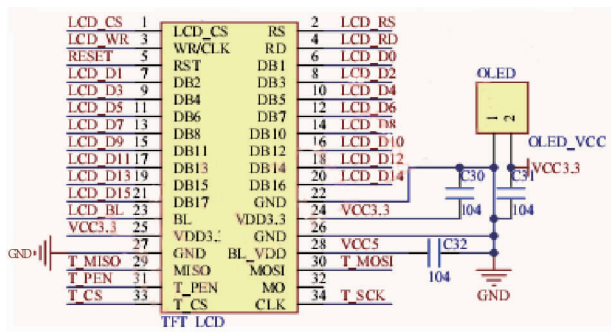 LCD_CS 1 LCD_CS RS 2 LCD_RS
LCD_WR 3 WR/CLK RD 4 LCD_RD
RESET 5 RST DB1 6 LCD_D0
LCD_D1 7 DB2 DB3 8 LCD_D2
LCD_D3 9 DB4 DB5 10 LCD_D4
LCD_D5 11 DB6 DB7 12 LCD_D6
LCD_D7 13 DB8 DB10 14 LCD_D8
LCD_D9 15 DB11 DB12 16 LCD_D10
LCD_D11 17 DB13 DB14 18 LCD_D12
LCD_D13 19 DB15 DB16 20 LCD_D14
LCD_D15 21 DB17 GND 22
LCD_BL 23 BL VDD3.3 24 VCC3.3
VCC3.3 25 VDD3.3 GND 26
GND 27 GND BL_VDD 28 VCC5
T_MISO 29 MISO MOSI 30 T_MOSI
T_PEN 31 T_PEN MO 32
T_CS 33 T_CS CLK 34 T_SCK
TFT_LCD
OLED
1 2
OLED_VCC
VCC3.3
C30
104
C31
104
C32
104
GND